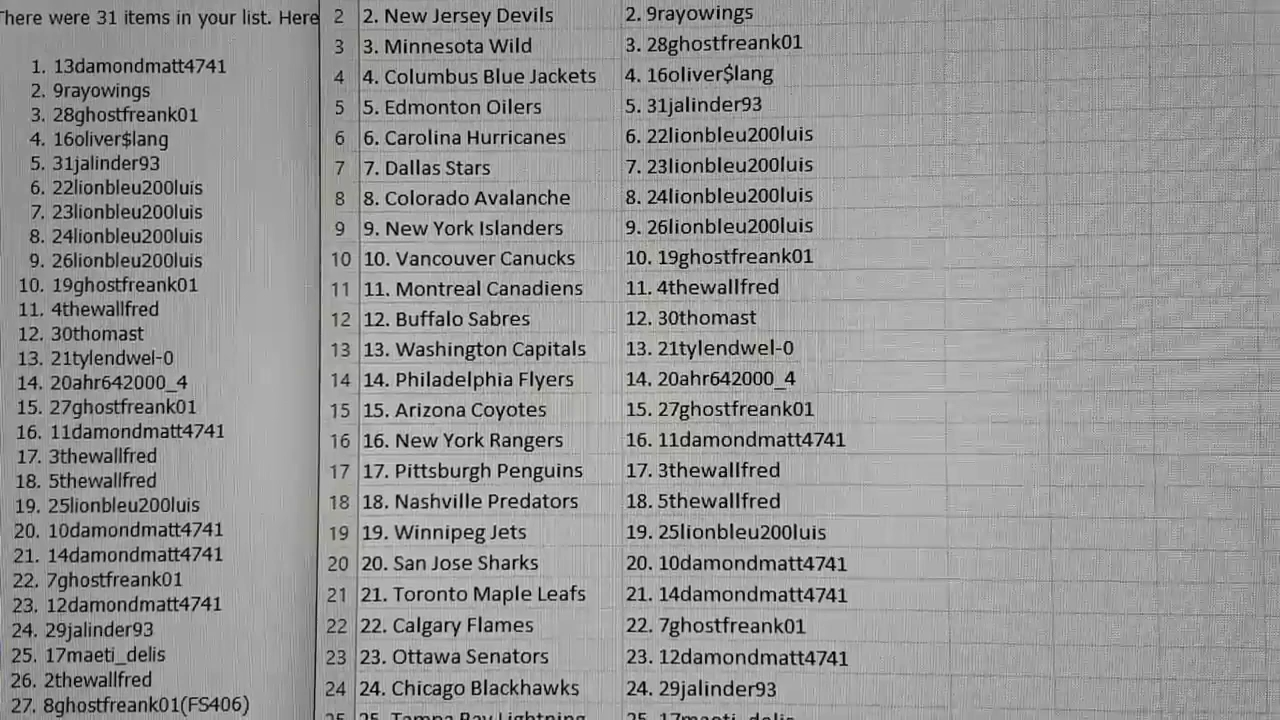 There were 31 items in your list. Here
1. 13damondmatt4741
2. 9rayowings
3. 28ghostfreank01
4. 16oliver$lang
5. 31jalinder93
6. 22lionbleu200luis
7. 23lionbleu200luis
8. 24lionbleu200luis
9. 26lionbleu200luis
10. 19ghostfreank01
11. 4thewallfred
12. 30thomast
13. 21tylendwel-0
14. 20ahr642000_4
15. 27ghostfreank01
16. 11damondmatt4741
17. 3thewallfred
18. 5thewallfred
19. 25lionbleu200luis
20. 10damondmatt4741
21. 14damondmatt4741
22. 7ghostfreank01
23. 12damondmatt4741
24. 29jalinder93
25. 17maeti_delis
26. 2thewallfred
27. 8ghostfreank01(FS406)
2 2. New Jersey Devils 2. 9rayowings
3 3. Minnesota Wild 3. 28ghostfreank01
4 4. Columbus Blue Jackets 4. 16oliver$lang
5 5. Edmonton Oilers 5. 31jalinder93
6 6. Carolina Hurricanes 6. 22lionbleu200luis
7 7. Dallas Stars 7. 23lionbleu200luis
8 8. Colorado Avalanche 8. 24lionbleu200luis
9 9. New York Islanders 9. 26lionbleu200luis
10 10. Vancouver Canucks 10. 19ghostfreank01
11 11. Montreal Canadiens 11. 4thewallfred
12 12. Buffalo Sabres 12. 30thomast
13 13. Washington Capitals 13. 21tylendwel-0
14 14. Philadelphia Flyers 14. 20ahr642000_4
15 15. Arizona Coyotes 15. 27ghostfreank01
16 16. New York Rangers 16. 11damondmatt4741
17 17. Pittsburgh Penguins 17. 3thewallfred
18 18. Nashville Predators 18. 5thewallfred
19 19. Winnipeg Jets 19. 25lionbleu200luis
20 20. San Jose Sharks 20. 10damondmatt4741
21 21. Toronto Maple Leafs 21. 14damondmatt4741
22 22. Calgary Flames 22. 7ghostfreank01
23 23. Ottawa Senators 23. 12damondmatt4741
24 24. Chicago Blackhawks 24. 29jalinder93
25 25. Tampa Bay Lightning 25. 17maeti_delis